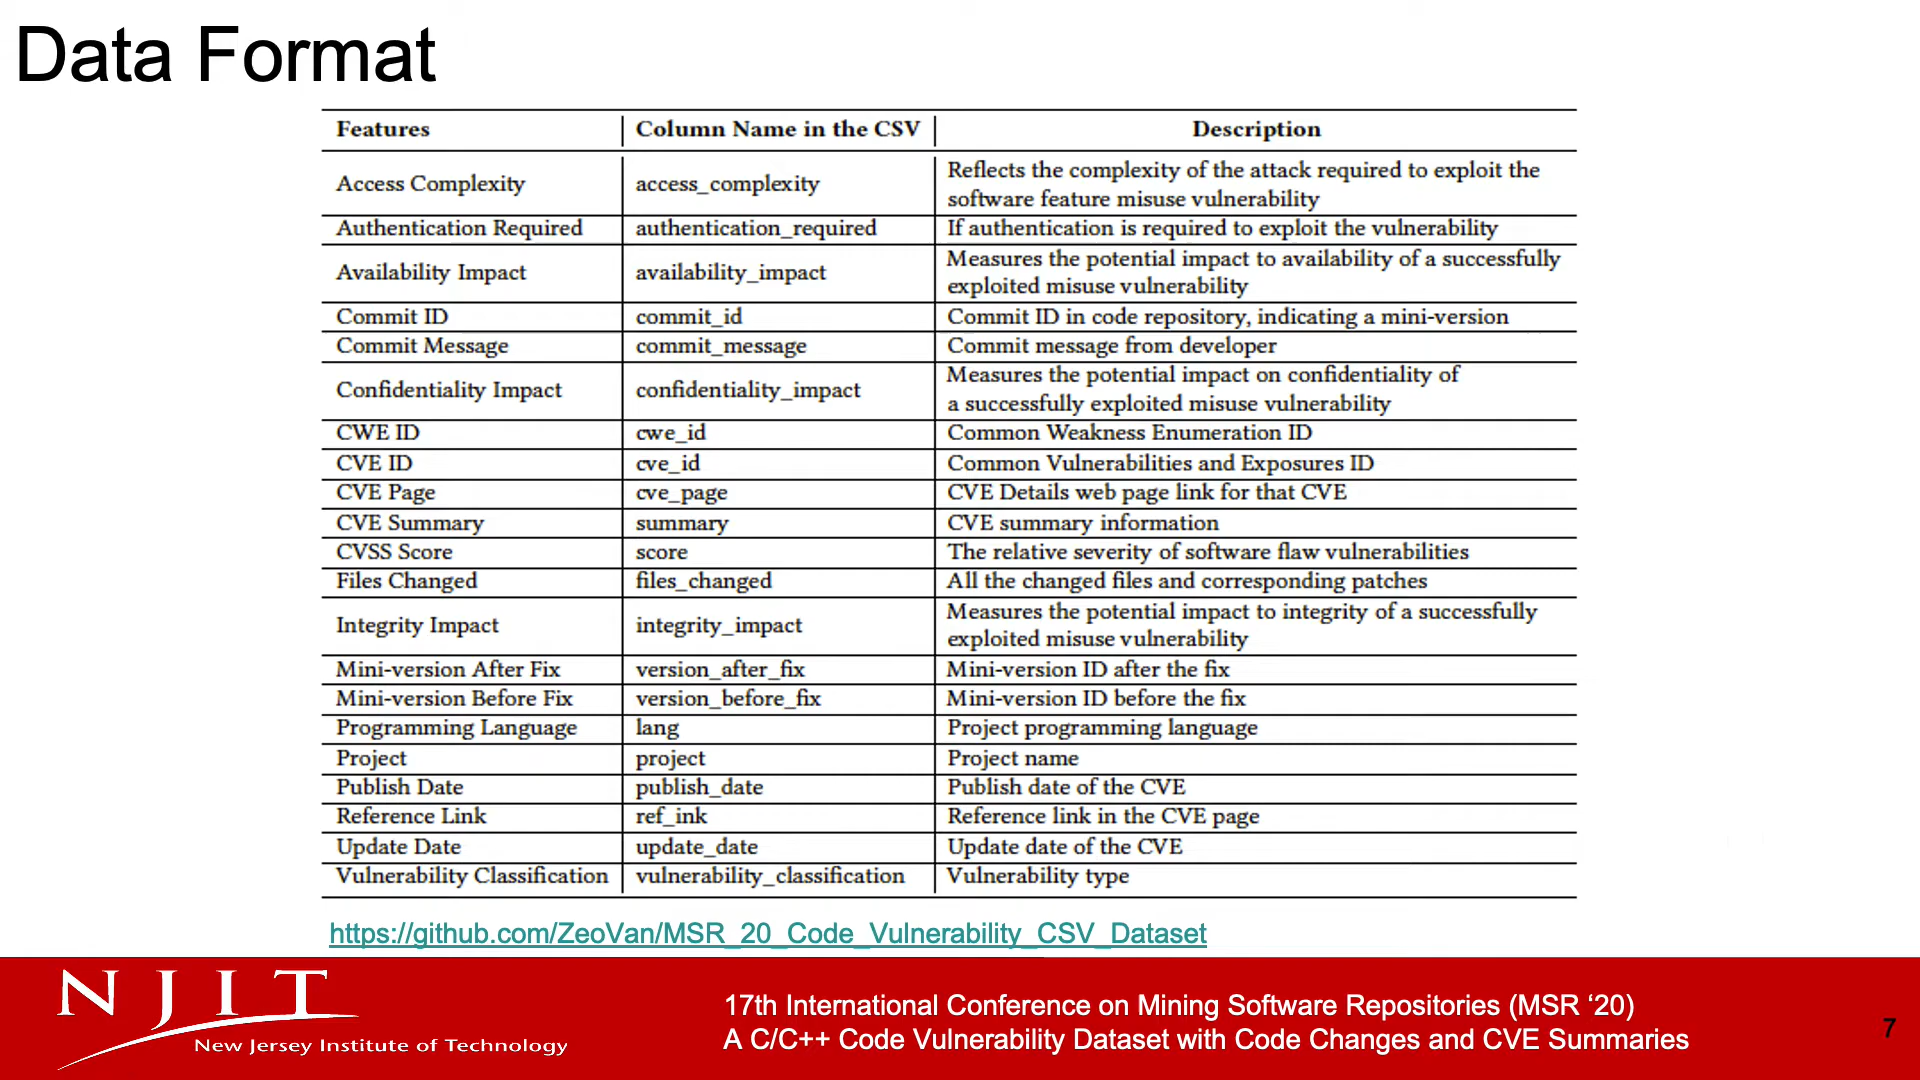 Data Format
Features Column Name in the CSV Description
Access Complexity access_complexity Reflects the complexity of the attack required to exploit the
software feature misuse vulnerability
Authentication Required authentication_required If authentication is required to exploit the vulnerability
Availability Impact availability_impact Measures the potential impact to availability of a successfully
exploited misuse vulnerability
Commit ID commit_id Commit ID in code repository, indicating a mini-version
Commit Message commit_message Commit message from developer
Confidentiality Impact confidentiality_impact Measures the potential impact on confidentiality of
a successfully exploited misuse vulnerability
CWE ID cwe_id Common Weakness Enumeration ID
CVE ID cve_id Common Vulnerabilities and Exposures ID
CVE Page cve_page CVE Details web page link for that CVE
CVE Summary summary CVE summary information
CVSS Score score The relative severity of software flaw vulnerabilities
Files Changed files_changed All the changed files and corresponding patches
Integrity Impact integrity_impact Measures the potential impact to integrity of a successfully
exploited misuse vulnerability
Mini-version After Fix version_after_fix Mini-version ID after the fix
Mini-version Before Fix version_before_fix Mini-version ID before the fix
Programming Language lang Project programming language
Project project Project name
Publish Date publish_date Publish date of the CVE
Reference Link ref_ink Reference link in the CVE page
Update Date update_date Update date of the CVE
Vulnerability Classification vulnerability_classification Vulnerability type
https://github.com/ZeoVan/MSR_20_Code_Vulnerability_CSV_Dataset
NJIT
New Jersey Institute of Technology
17th International Conference on Mining Software Repositories (MSR ‘20)
A C/C++ Code Vulnerability Dataset with Code Changes and CVE Summaries
7